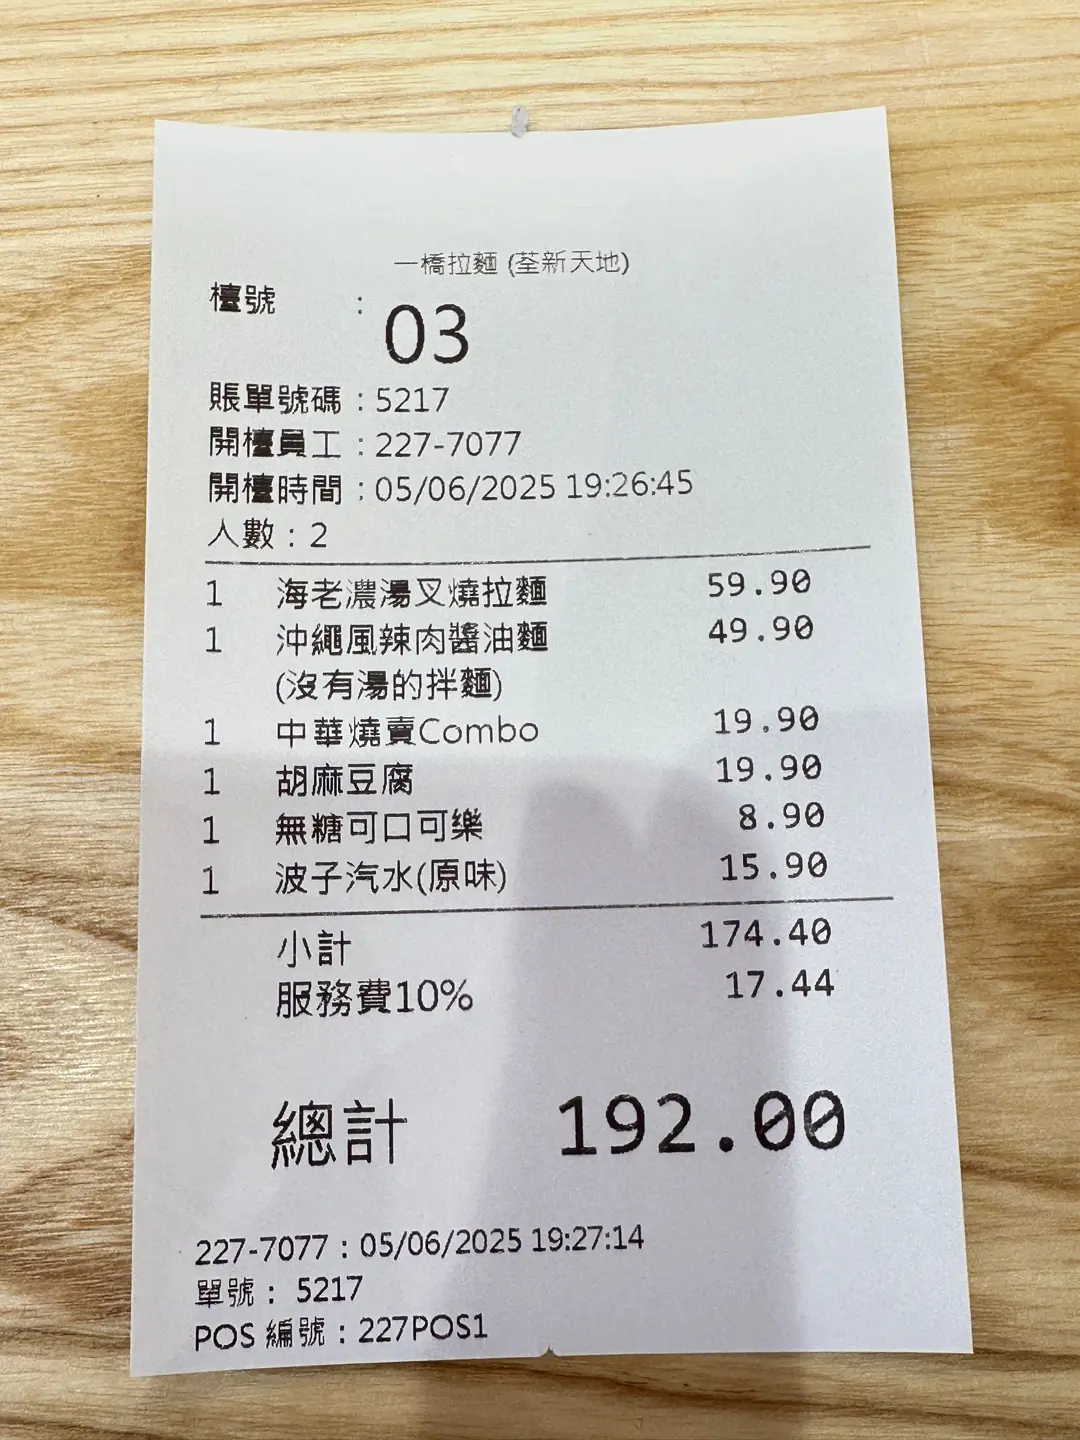 一橋拉麵 (荃新天地)
檯號 : 03
賬單號碼 : 5217
開檯員工 : 227-7077
開檯時間 : 05/06/2025 19:26:45
人數 : 2
1 海老濃湯叉燒拉麵 59.90
1 沖繩風辣肉醬油麵 49.90
(沒有湯的拌麵)
1 中華燒賣Combo 19.90
1 胡麻豆腐 19.90
1 無糖可口可樂 8.90
1 波子汽水(原味) 15.90
小計 174.40
服務費10% 17.44
總計 192.00
227-7077 : 05/06/2025 19:27:14
單號 : 5217
POS 編號 : 227POS1